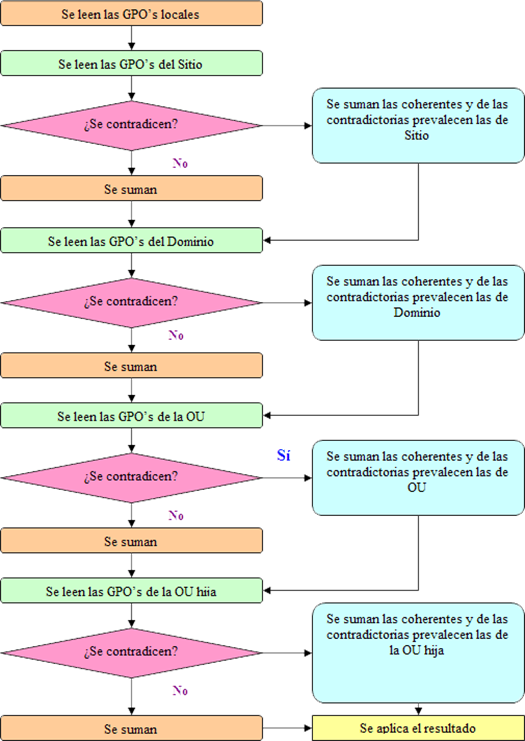 Se leen las GPO's locales
Se leen las GPO's del Sitio
¿Se contradicen?
Se suman las coherentes y de las
contradictorias prevalecen las de
Sitio
No
Se suman
Se leen las GPO's del Dominio
¿Se contradicen?
Se suman las coherentes y de las
contradictorias prevalecen las de
Dominio
No
Se suman
Se leen las GPO's de la OU
¿Se contradicen?
Sí
Se suman las coherentes y de las
contradictorias prevalecen las de
OU
No
Se suman
Se leen las GPO's de la OU hija
¿Se contradicen?
Se suman las coherentes y de las
contradictorias prevalecen las de
la OU hija
No
Se suman
Se aplica el resultado